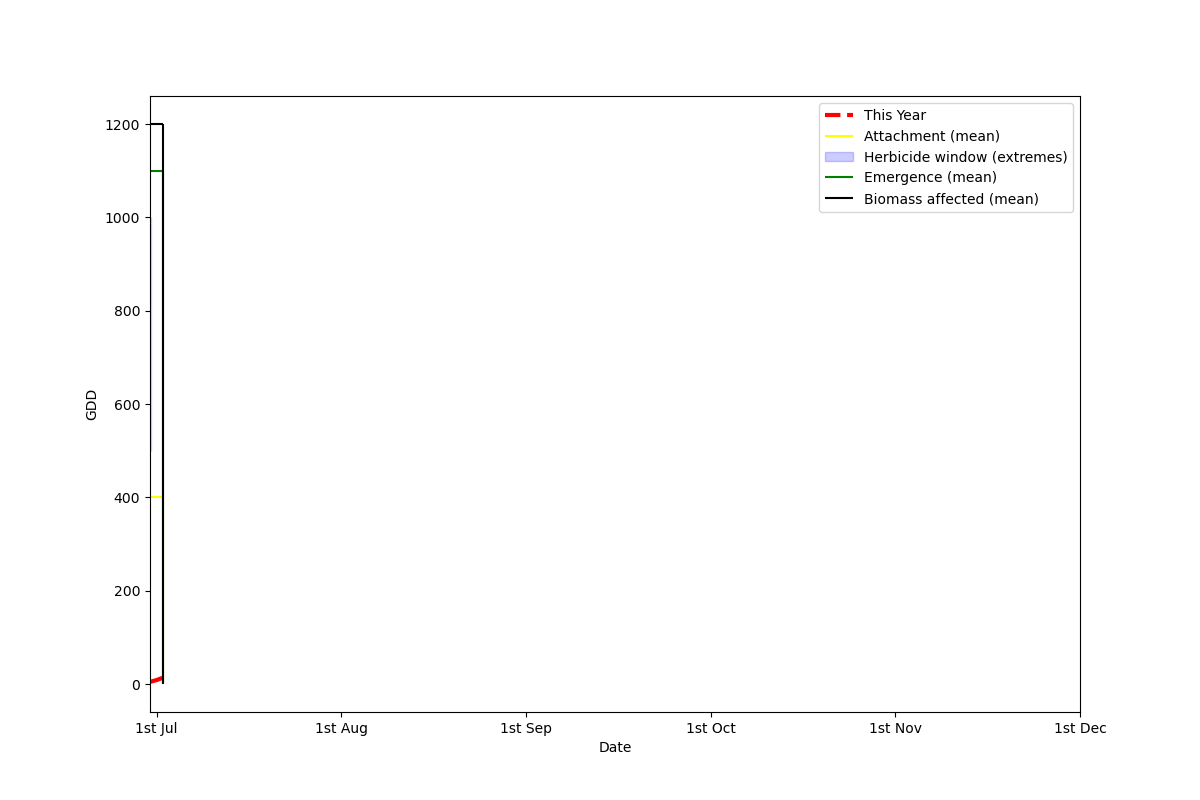 This Year
Attachment (mean)
Herbicide window (extremes)
Emergence (mean)
Biomass affected (mean)
1200
1000
800
600
400
200
0
GDD
1st Jul 1st Aug 1st Sep 1st Oct 1st Nov 1st Dec
Date